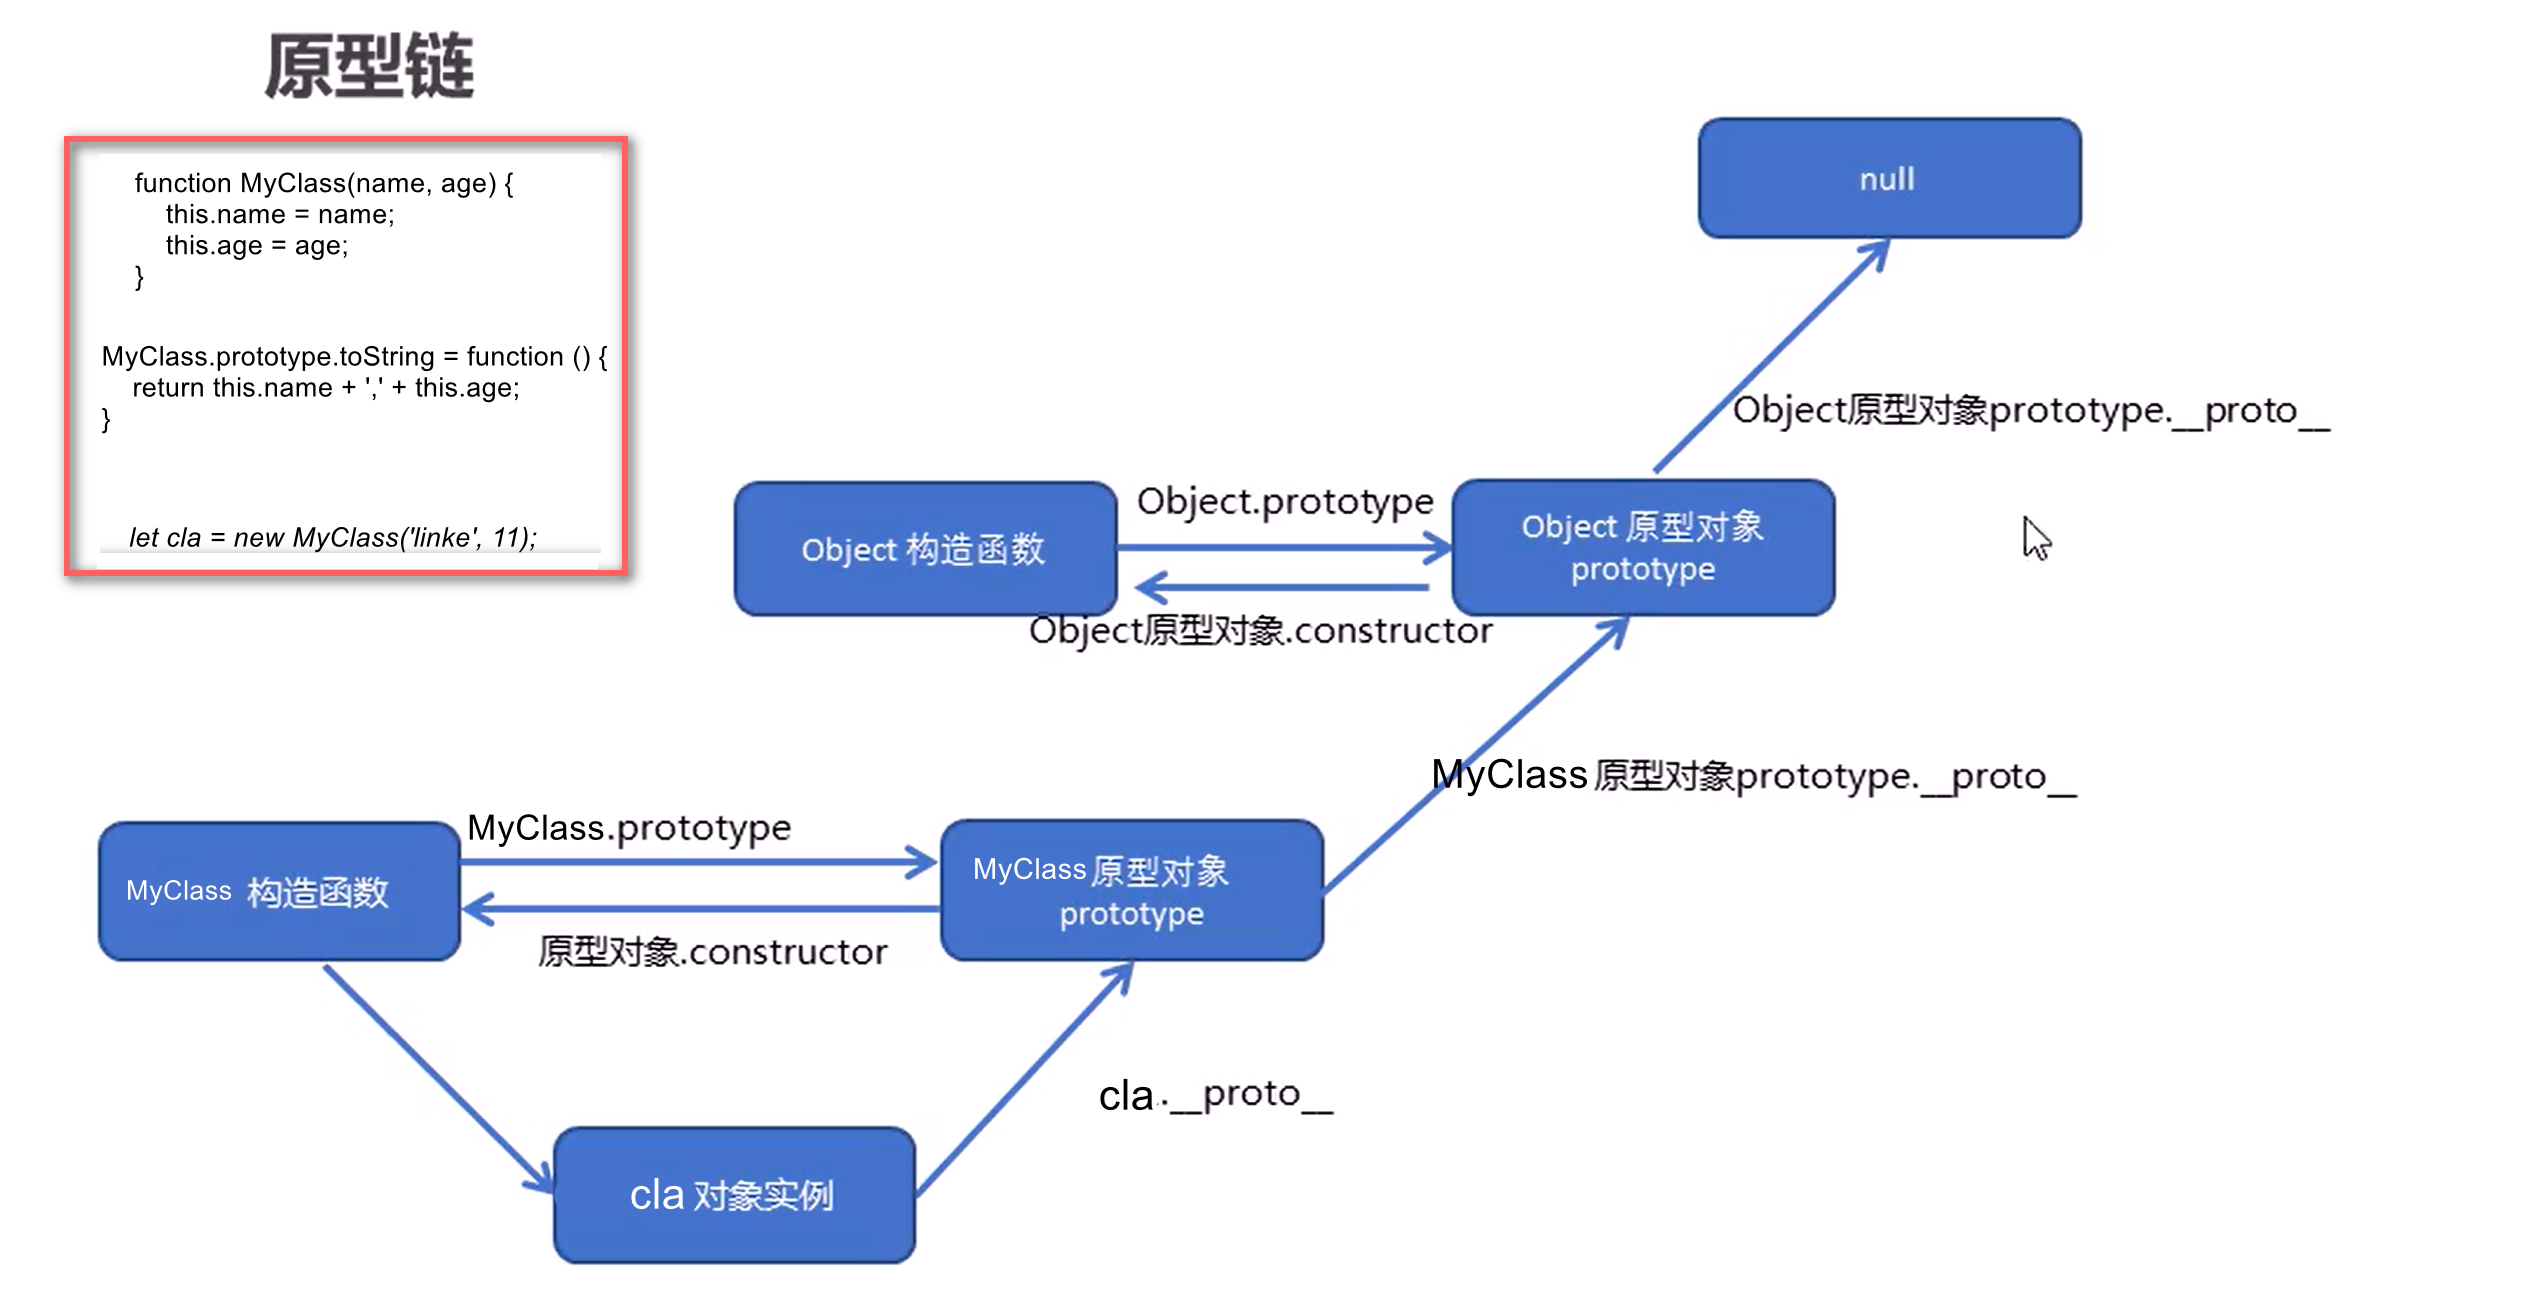 原型链
function MyClass(name, age) {
this.name = name;
this.age = age;
}
MyClass.prototype.toString = function () {
return this.name + ',' + this.age;
}
let cla = new MyClass('linke', 11);
null
Object原型对象prototype.__proto__
Object.prototype
Object 构造函数
Object 原型对象
prototype
Object原型对象.constructor
MyClass 原型对象prototype.__proto__
MyClass.prototype
MyClass 构造函数
MyClass 原型对象
prototype
原型对象.constructor
cla.__proto__
cla 对象实例